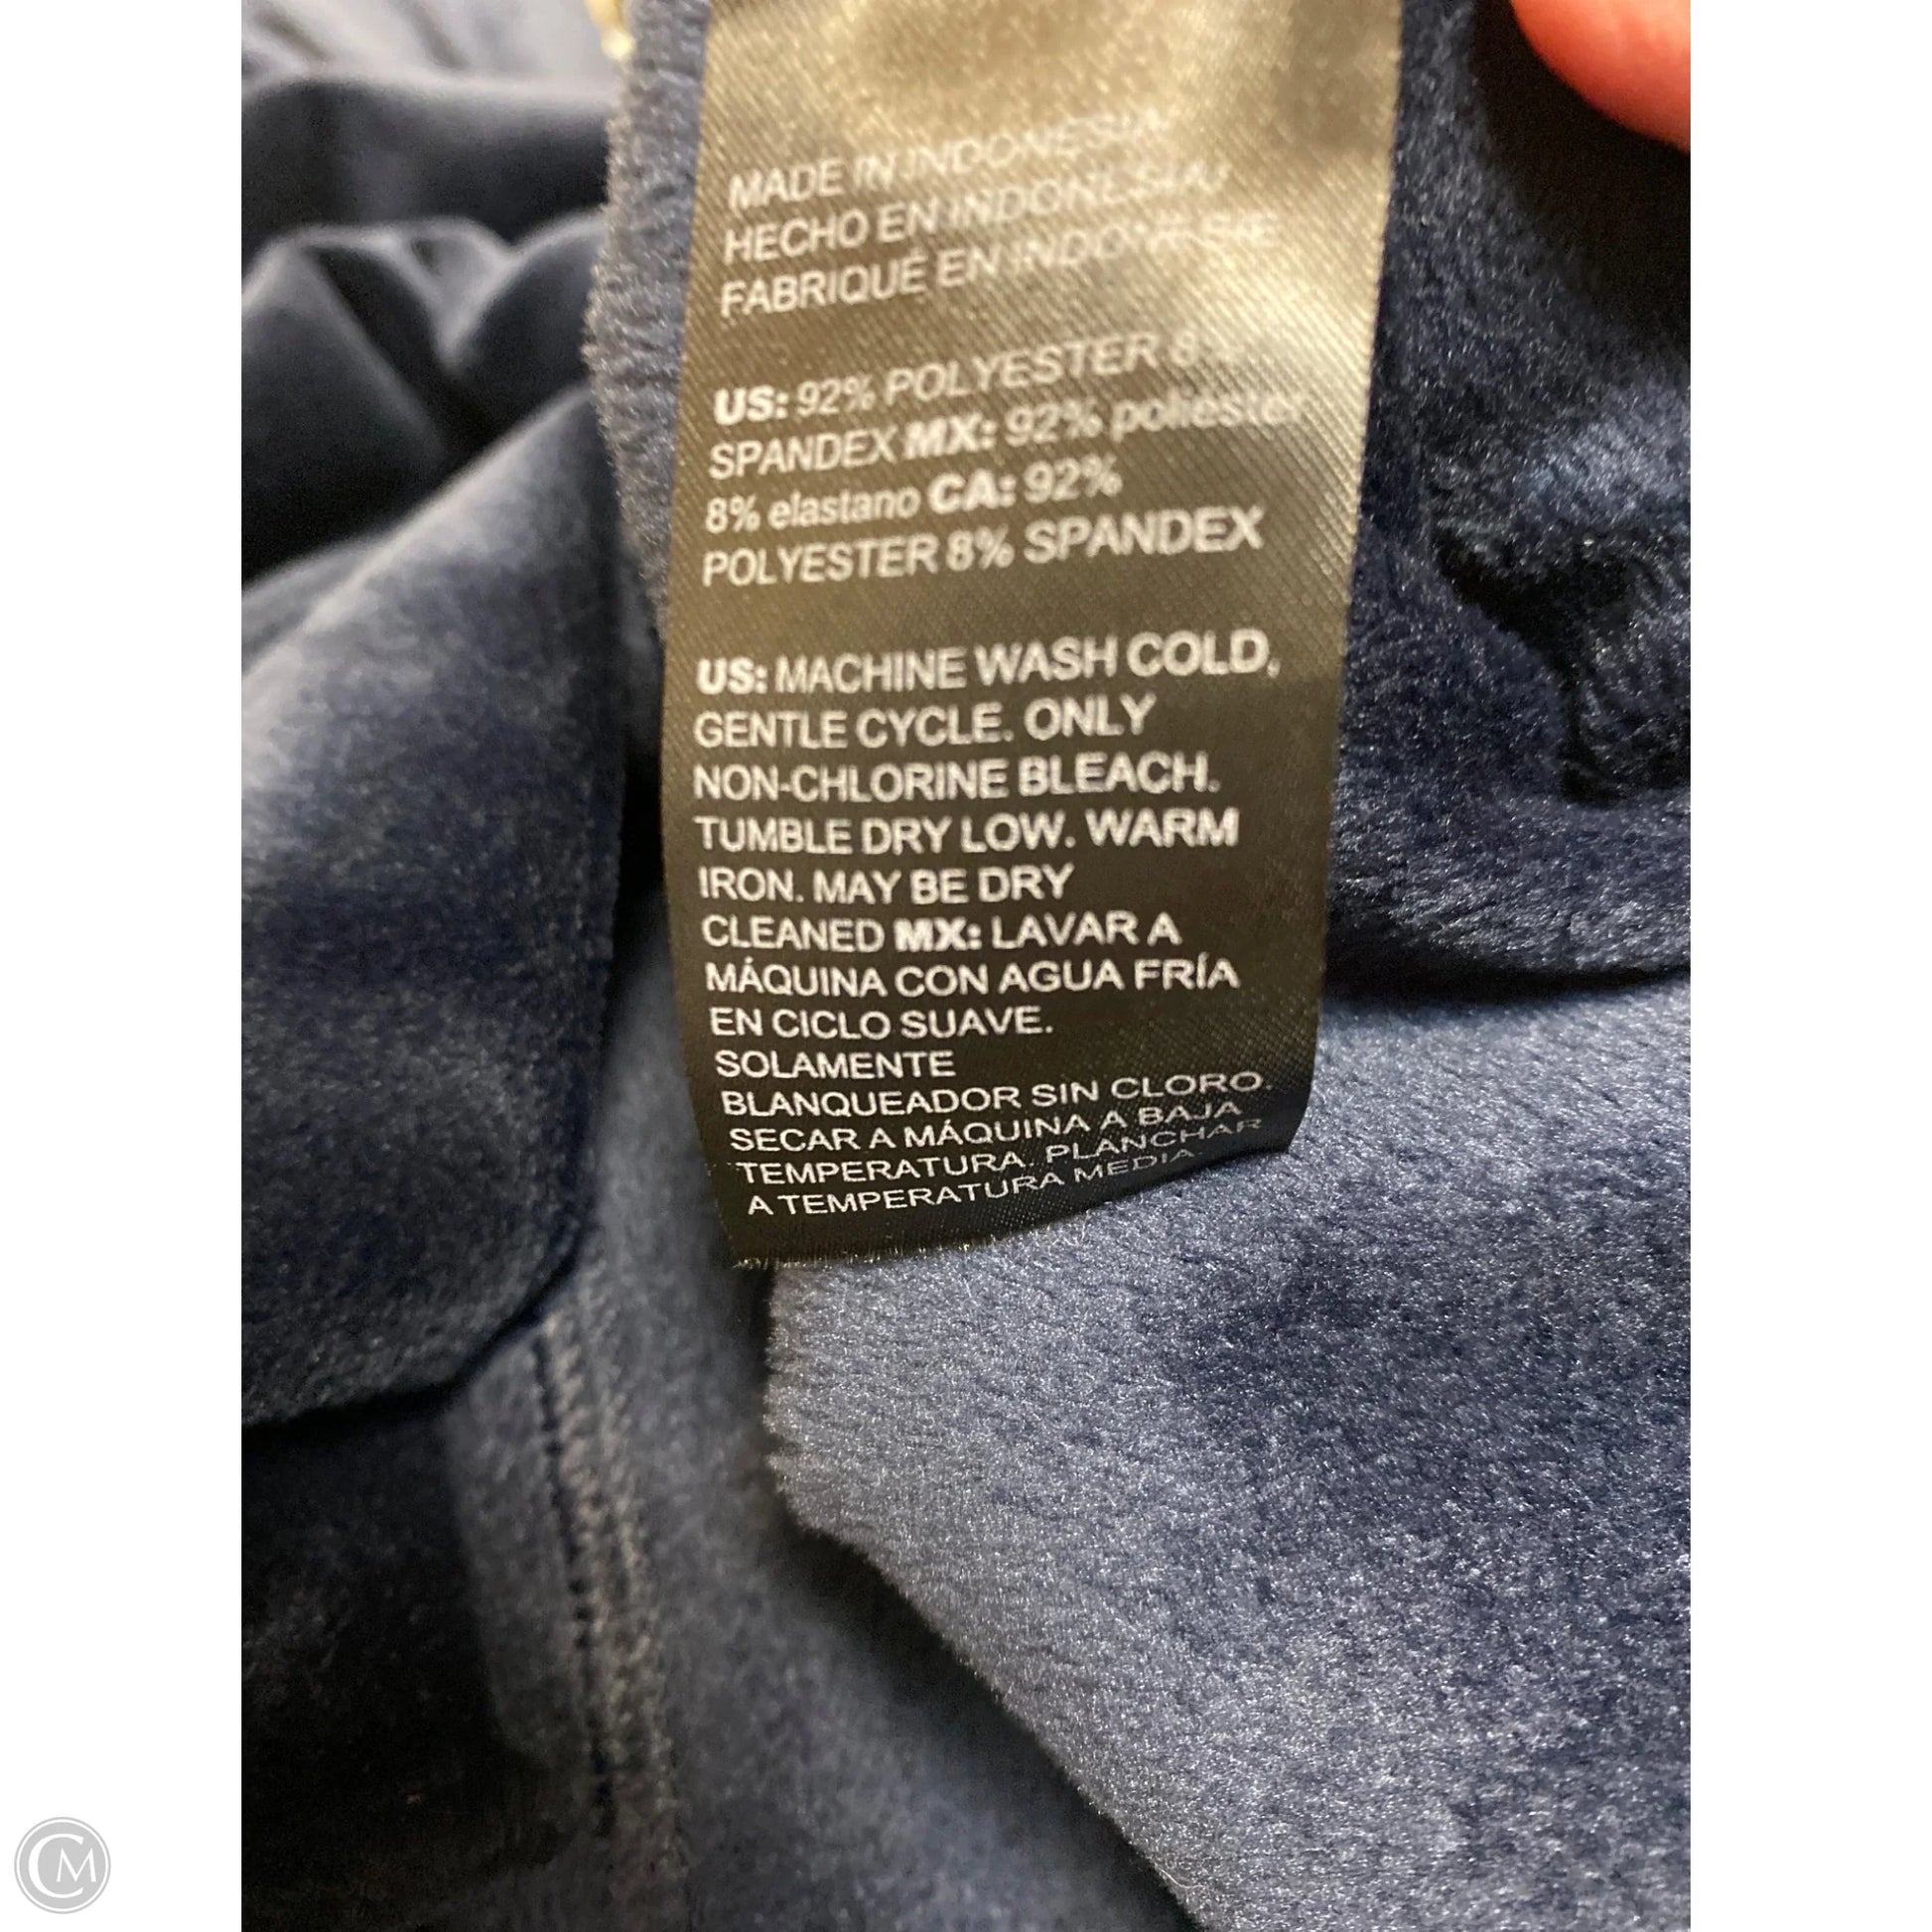 MADE IN INDONESIA
HECHO EN INDONESIA/
FABRIQUÉ EN INDONESIE
US: 92% POLYESTER 8%
SPANDEX MX: 92% poliester
8% elastano CA: 92%
POLYESTER 8% SPANDEX
US: MACHINE WASH COLD,
GENTLE CYCLE. ONLY
NON-CHLORINE BLEACH.
TUMBLE DRY LOW. WARM
IRON. MAY BE DRY
CLEANED MX: LAVAR A
MÁQUINA CON AGUA FRÍA
EN CICLO SUAVE.
SOLAMENTE
BLANQUEADOR SIN CLORO.
SECAR A MÁQUINA A BAJA
TEMPERATURA. PLANCHAR
A TEMPERATURA MEDIA
CM